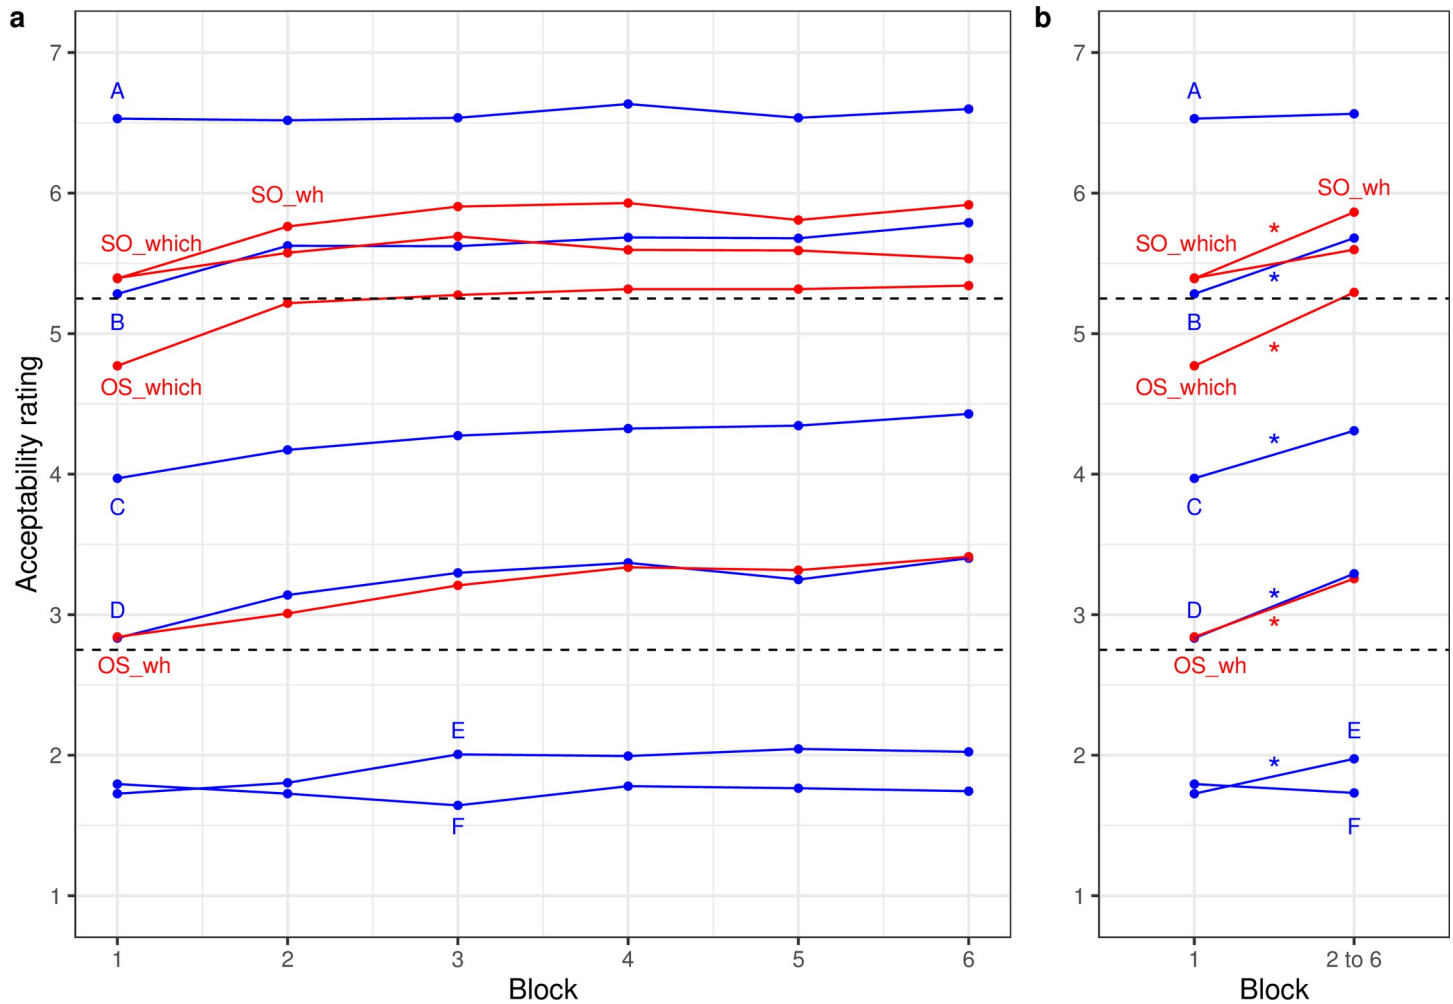 a
b
7
6
5
4
3
2
1
Acceptability rating
A
SO_wh
SO_which
B
OS_which
C
D
OS_wh
E
F
1
2
3
4
5
6
Block
7
6
5
4
3
2
1
A
SO_wh
*
SO_which
*
B
*
OS_which
*
C
*
D
*
OS_wh
E
*
F
1
2 to 6
Block